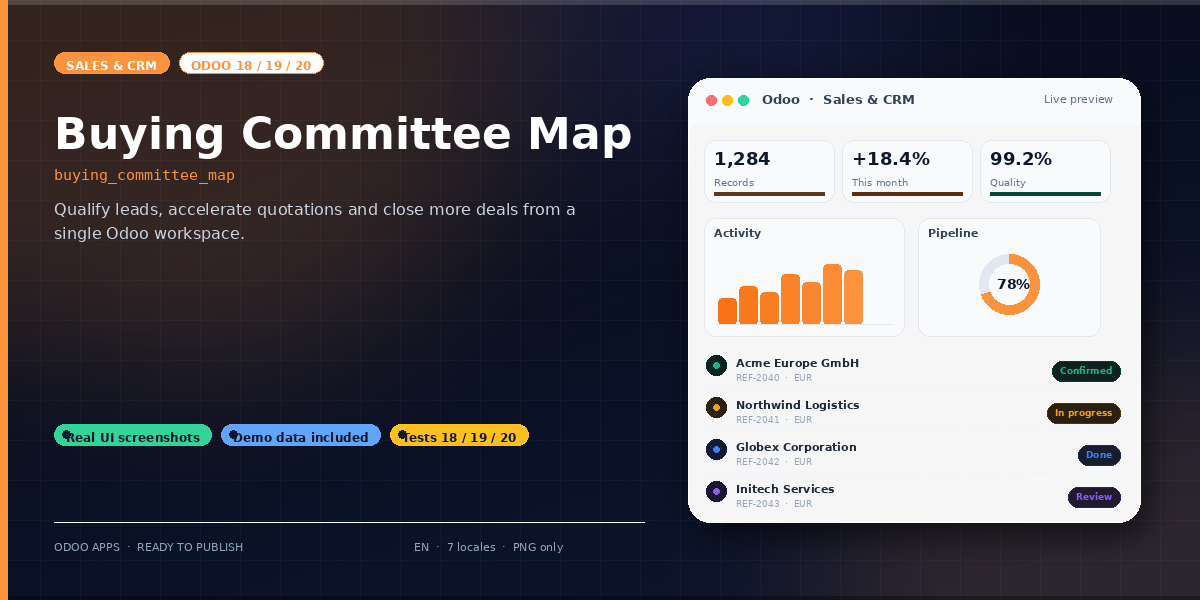 SALES & CRM
ODOO 18 / 19 / 20
Buying Committee Map
buying_committee_map
Qualify leads, accelerate quotations and close more deals from a
single Odoo workspace.
Real UI screenshots
Demo data included
Tests 18 / 19 / 20
ODOO APPS · READY TO PUBLISH
EN · 7 locales · PNG only
Odoo · Sales & CRM
Live preview
1,284
Records
+18.4%
This month
99.2%
Quality
Activity
Pipeline
78%
Acme Europe GmbH
REF-2040 · EUR
Confirmed
Northwind Logistics
REF-2041 · EUR
In progress
Globex Corporation
REF-2042 · EUR
Done
Initech Services
REF-2043 · EUR
Review